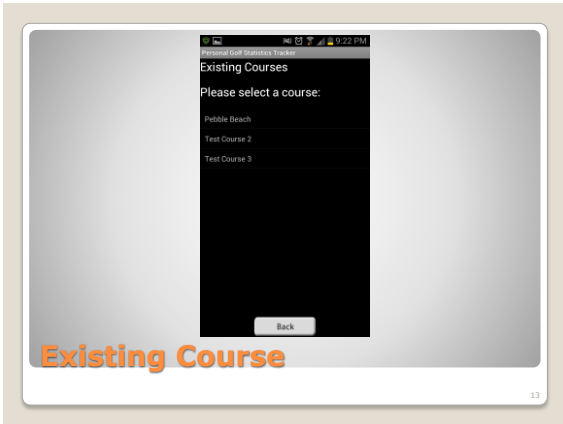 9:22 PM
Personal Golf Statistics Tracker
Existing Courses
Please select a course:
Pebble Beach
Test Course 2
Test Course 3
Back
Existing Course
13